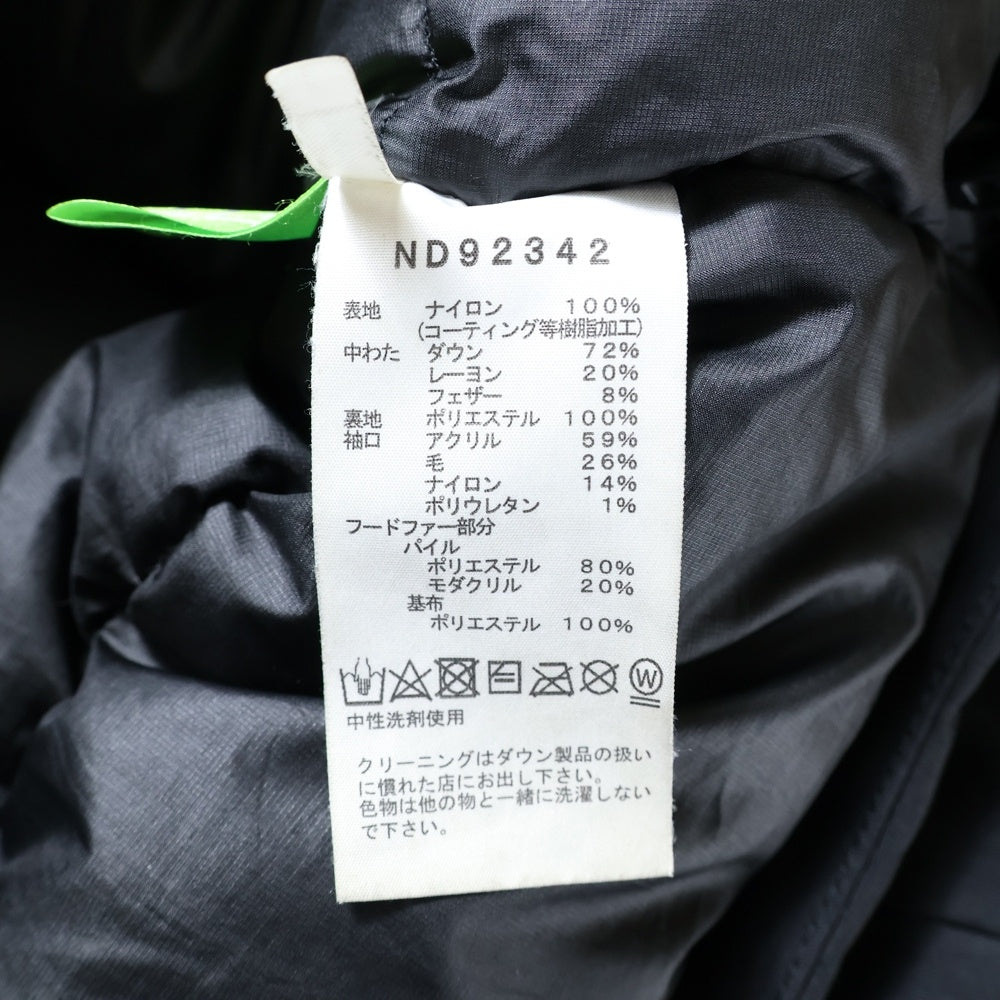 ND92342
表地 ナイロン 100%
(コーティング等樹脂加工)
中わた ダウン 72%
レーヨン 20%
フェザー 8%
裏地 ポリエステル 100%
袖口 アクリル 59%
毛 26%
ナイロン 14%
ポリウレタン 1%
フードファー部分
パイル
ポリエステル 80%
モダクリル 20%
基布
ポリエステル 100%
W
中性洗剤使用
クリーニングはダウン製品の扱い
に慣れた店にお出し下さい。
色物は他の物と一緒に洗濯しない
で下さい。